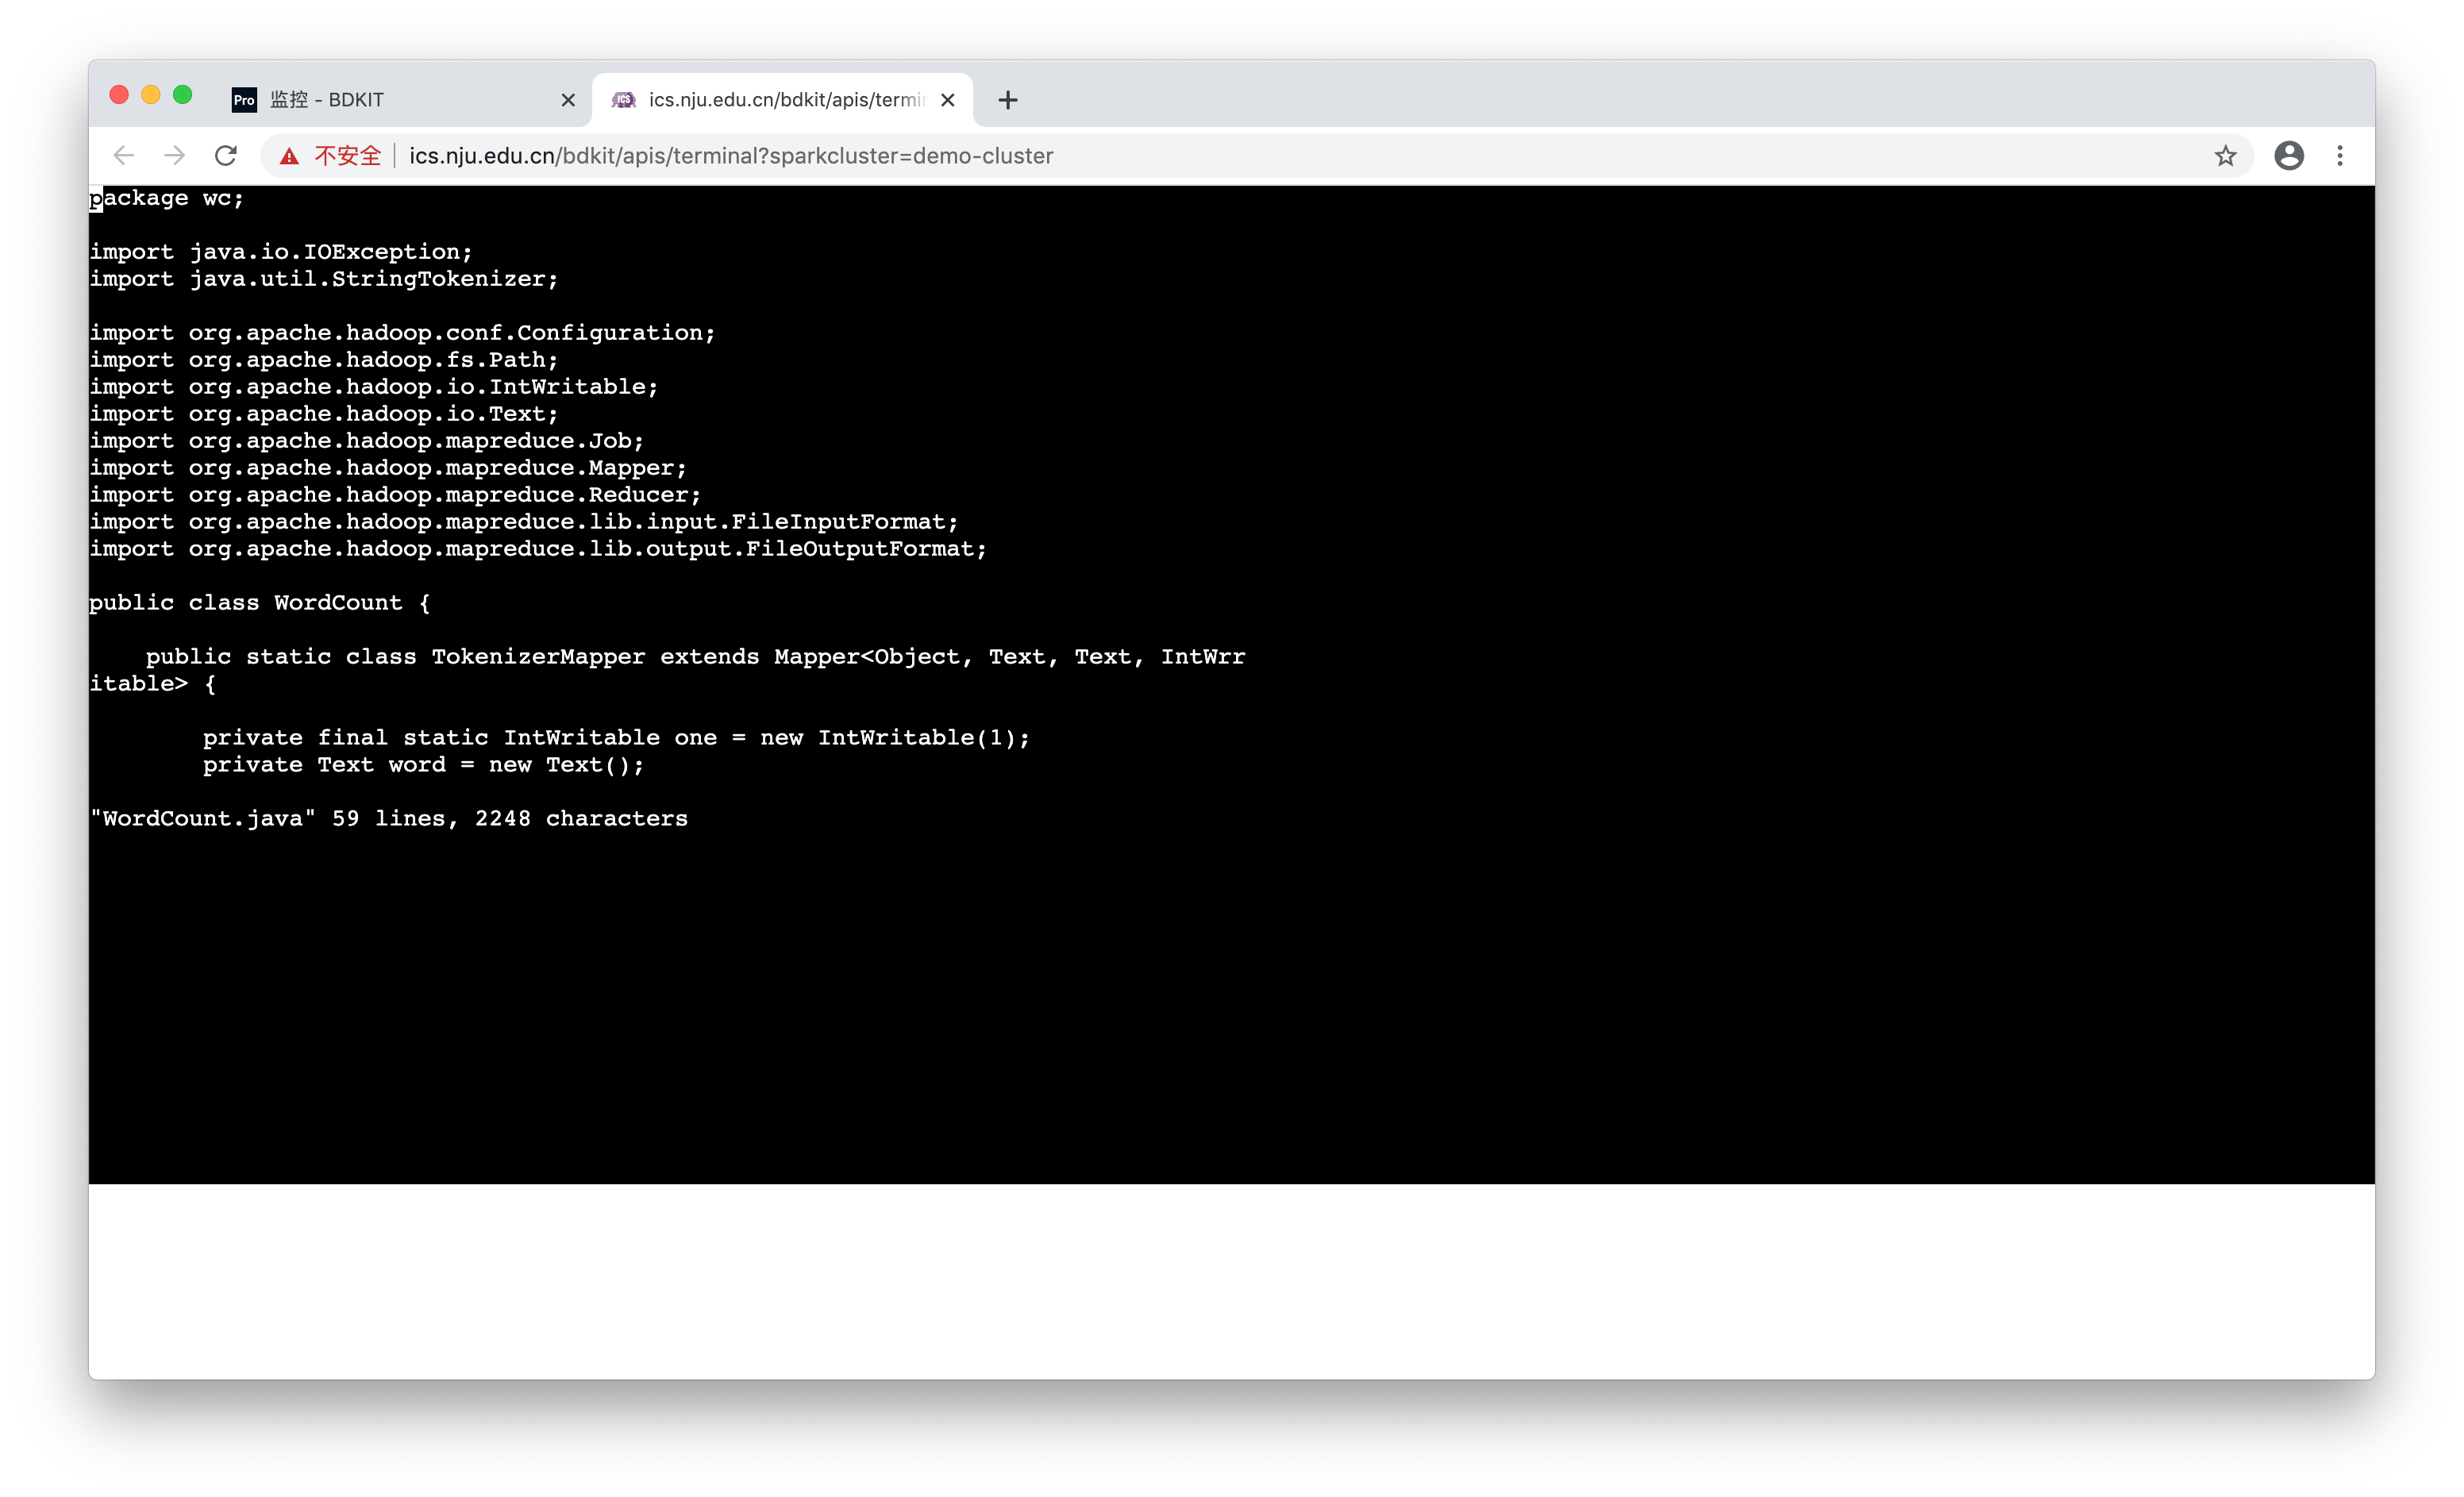 Pro 监控 - BDKIT
ICS ics.nju.edu.cn/bdkit/apis/termi
不安全 ics.nju.edu.cn/bdkit/apis/terminal?sparkcluster=demo-cluster
package wc;
import java.io.IOException;
import java.util.StringTokenizer;
import org.apache.hadoop.conf.Configuration;
import org.apache.hadoop.fs.Path;
import org.apache.hadoop.io.IntWritable;
import org.apache.hadoop.io.Text;
import org.apache.hadoop.mapreduce.Job;
import org.apache.hadoop.mapreduce.Mapper;
import org.apache.hadoop.mapreduce.Reducer;
import org.apache.hadoop.mapreduce.lib.input.FileInputFormat;
import org.apache.hadoop.mapreduce.lib.output.FileOutputFormat;
public class WordCount {
    public static class TokenizerMapper extends Mapper<Object, Text, Text, IntWrr
itable> {
        private final static IntWritable one = new IntWritable(1);
        private Text word = new Text();
"WordCount.java" 59 lines, 2248 characters